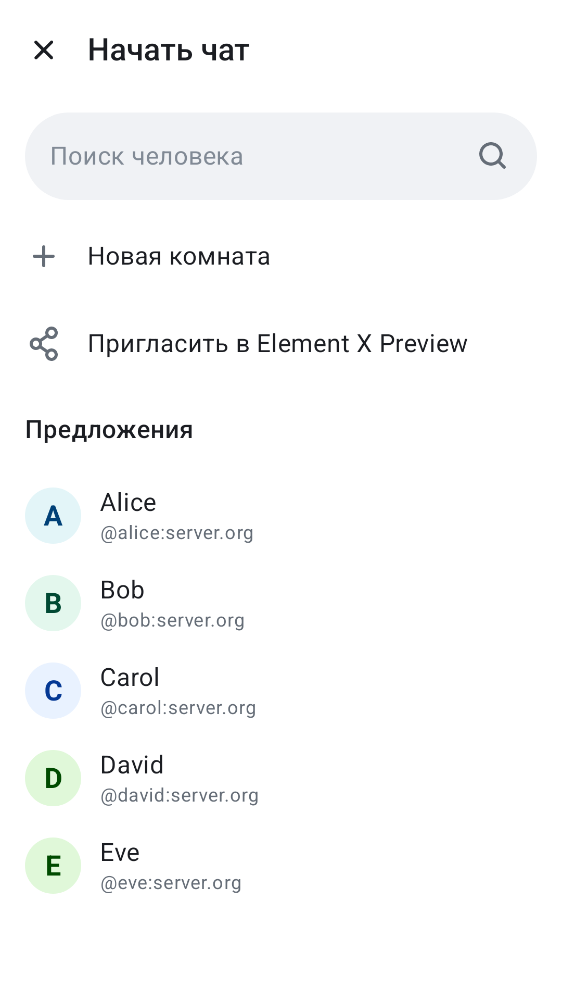 Начать чат
Поиск человека
Новая комната
Пригласить в Element X Preview
Предложения
A
Alice
@alice:server.org
B
Bob
@bob:server.org
C
Carol
@carol:server.org
D
David
@david:server.org
E
Eve
@eve:server.org